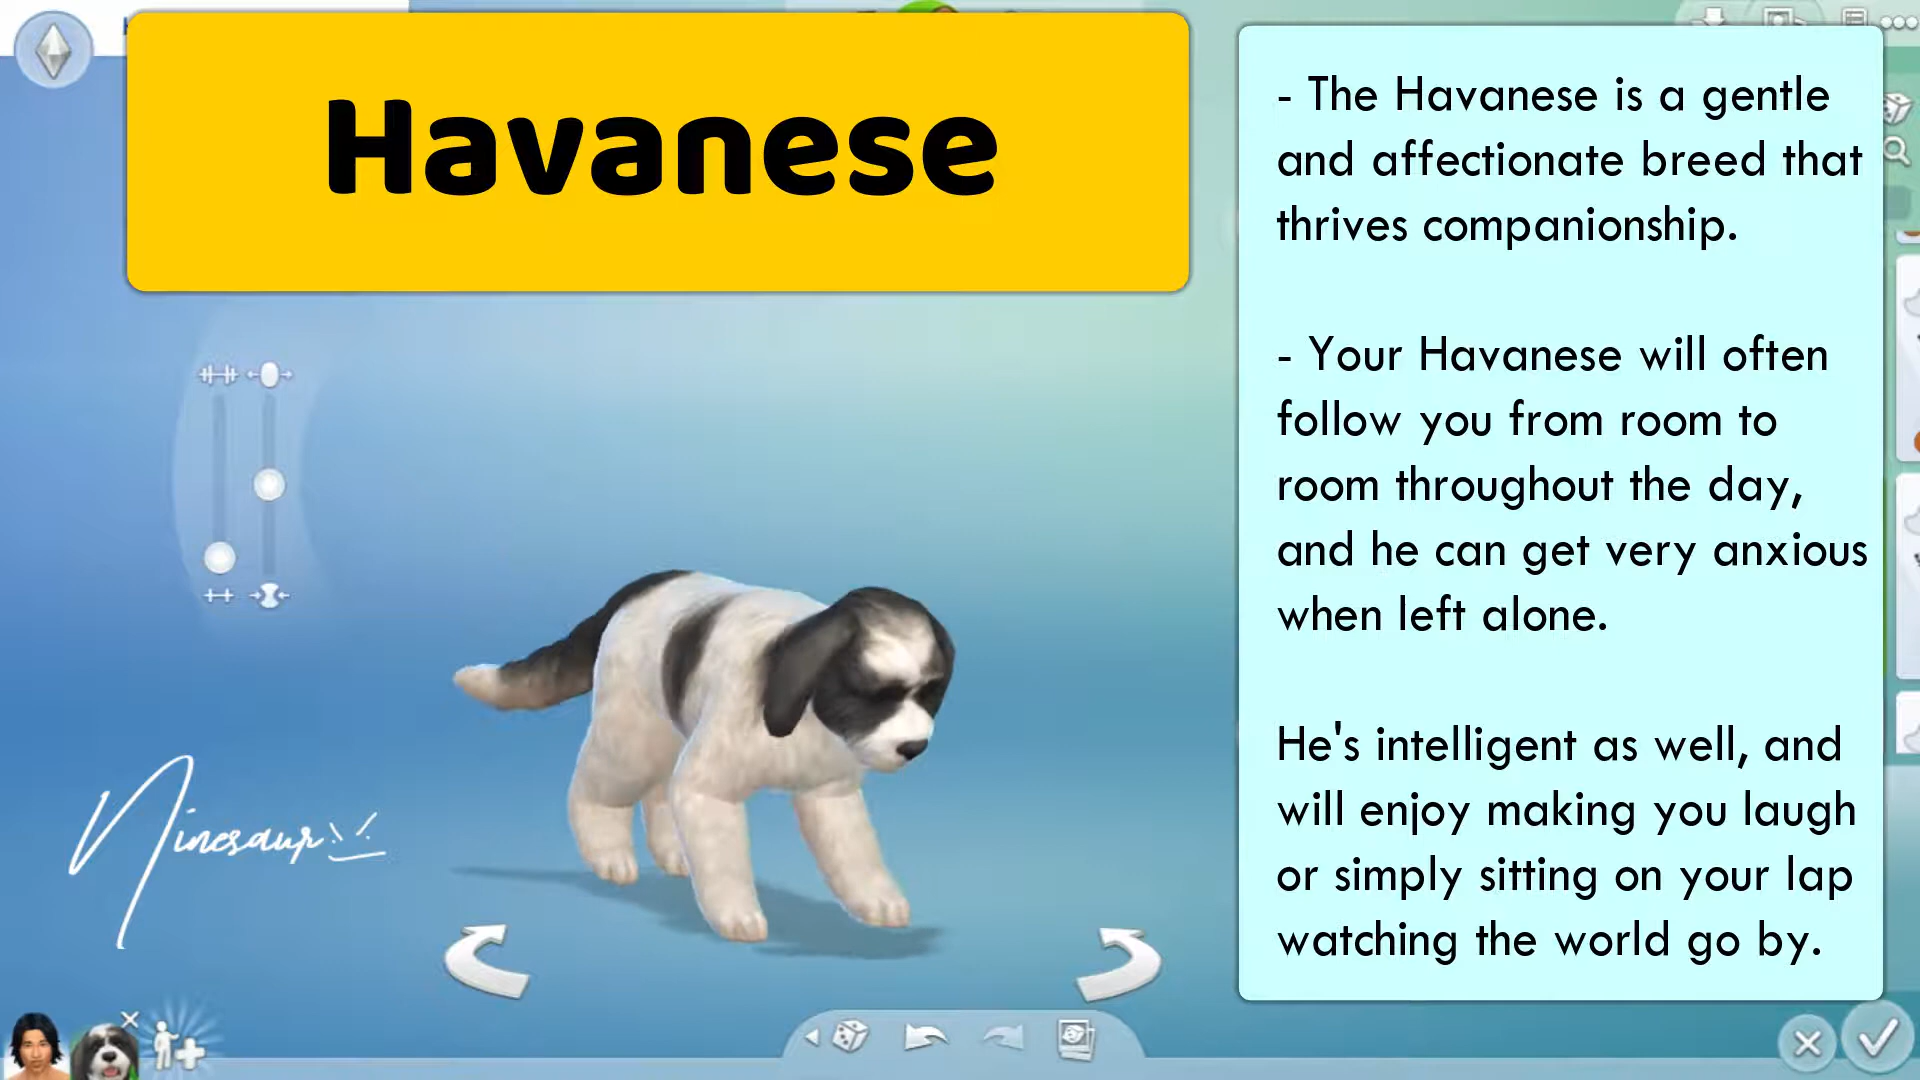 Havanese
- The Havanese is a gentle
and affectionate breed that
thrives companionship.
- Your Havanese will often
follow you from room to
room throughout the day,
and he can get very anxious
when left alone.
He's intelligent as well, and
will enjoy making you laugh
or simply sitting on your lap
watching the world go by.
Ninesaur